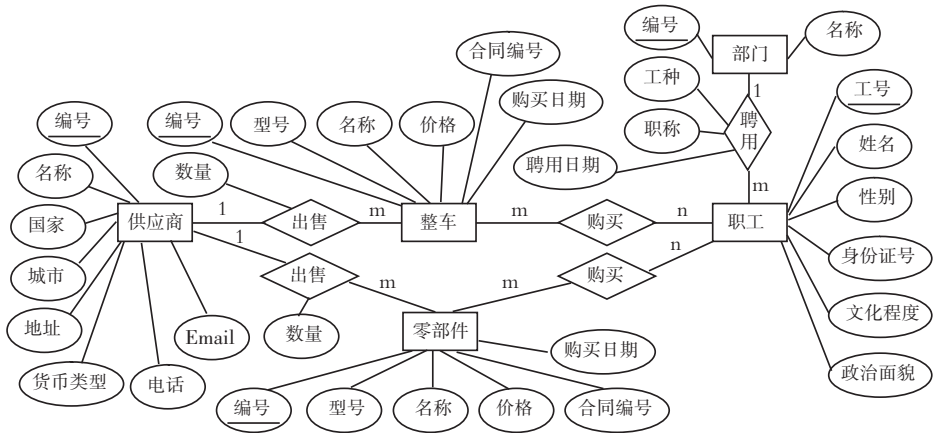 编号
名称
部门
合同编号
工种
1
工号
购买日期
编号
编号
型号
名称
价格
聘用
职称
姓名
聘用日期
名称
数量
m
性别
国家
供应商
1
出售
m
整车
m
购买
n
职工
1
n
身份证号
城市
出售
m
m
购买
地址
Email
数量
零部件
文化程度
购买日期
货币类型
电话
政治面貌
编号
型号
名称
价格
合同编号